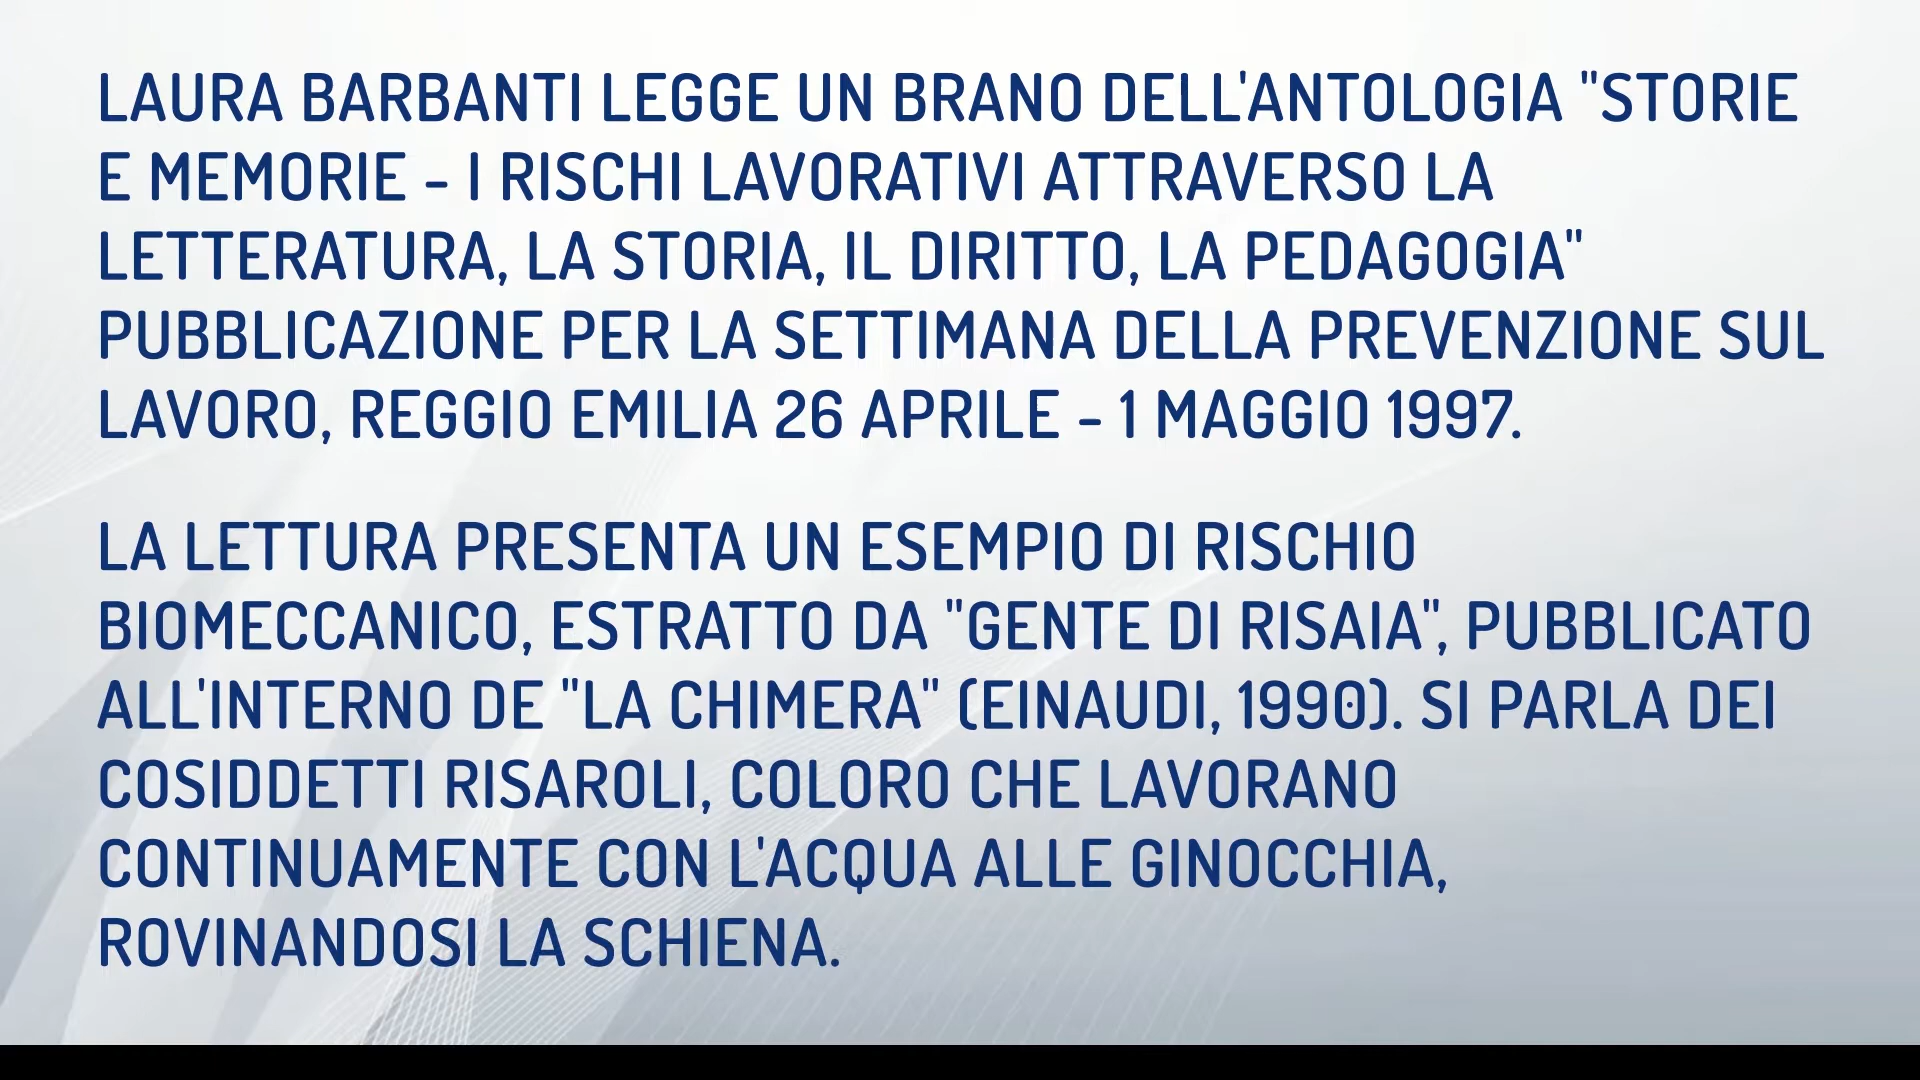 LAURA BARBANTI LEGGE UN BRANO DELL'ANTOLOGIA "STORIE
E MEMORIE - I RISCHI LAVORATIVI ATTRAVERSO LA
LETTERATURA, LA STORIA, IL DIRITTO, LA PEDAGOGIA"
PUBBLICAZIONE PER LA SETTIMANA DELLA PREVENZIONE SUL
LAVORO, REGGIO EMILIA 26 APRILE - 1 MAGGIO 1997.
LA LETTURA PRESENTA UN ESEMPIO DI RISCHIO
BIOMECCANICO, ESTRATTO DA "GENTE DI RISAIA", PUBBLICATO
ALL'INTERNO DE "LA CHIMERA" (EINAUDI, 1990). SI PARLA DEI
COSIDDETTI RISAROLI, COLORO CHE LAVORANO
CONTINUAMENTE CON L'ACQUA ALLE GINOCCHIA,
ROVINANDOSI LA SCHIENA.